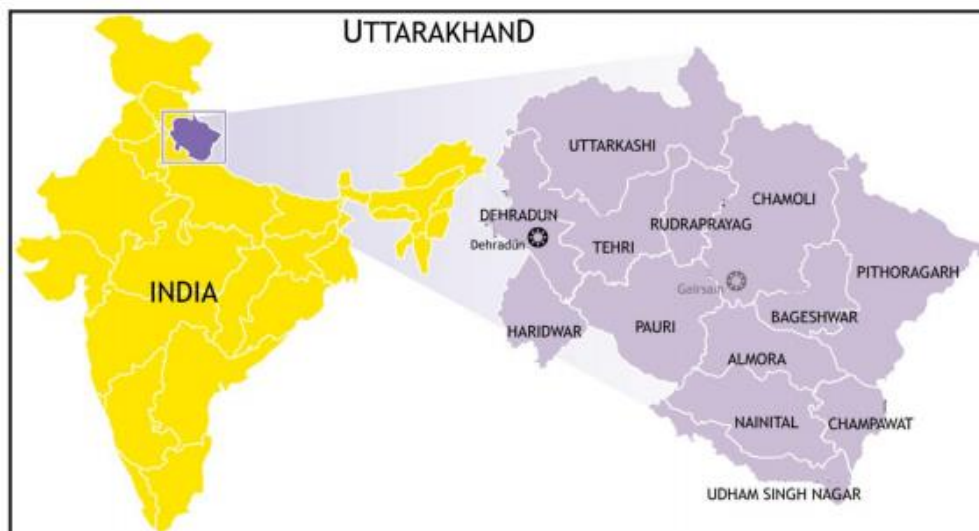 UTTARAKHAND
INDIA
UTTARKASHI
CHAMOLI
DEHRADUN
RUDRAPRAYAG
Dehradun
TEHRI
PITHORAGARH
Gairsain
HARIDWAR
PAURI
BAGESHWAR
ALMORA
NAINITAL
CHAMPAWAT
UDHAM SINGH NAGAR